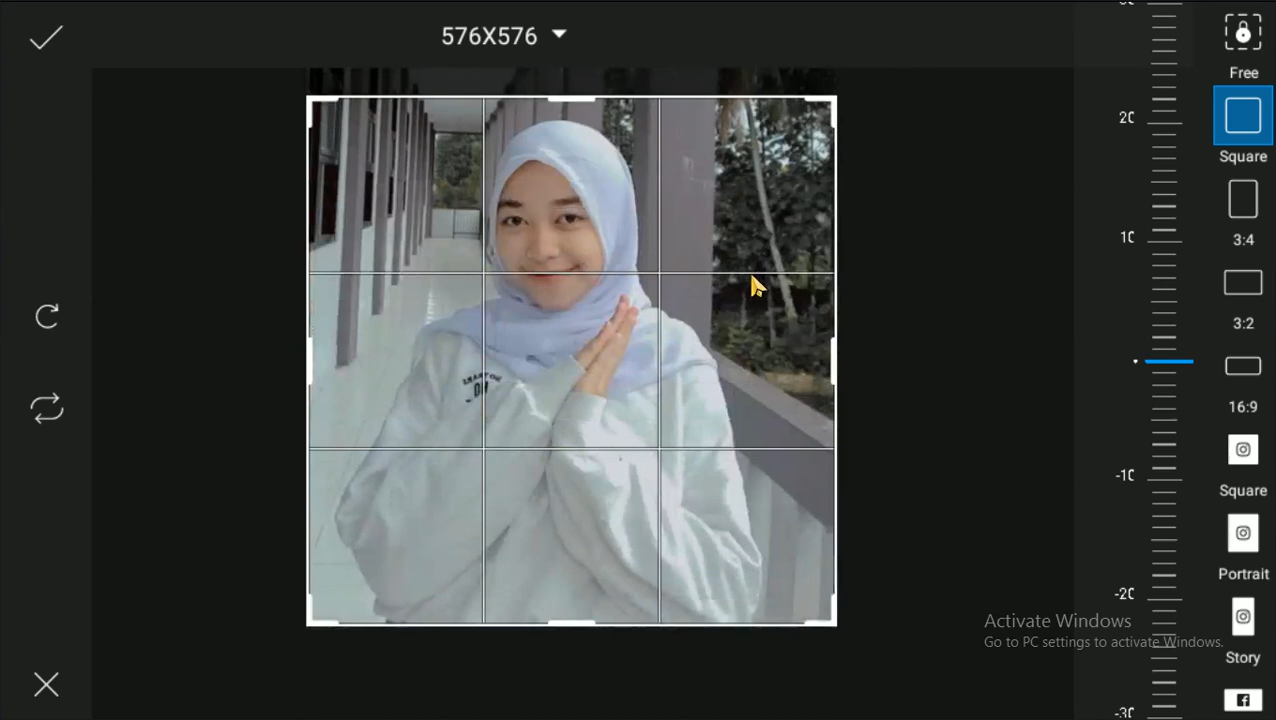 576X576
Free
Square
3:4
3:2
16:9
Square
Portrait
Story
20
10
-10
-20
Activate Windows
Go to PC settings to activate Windows.